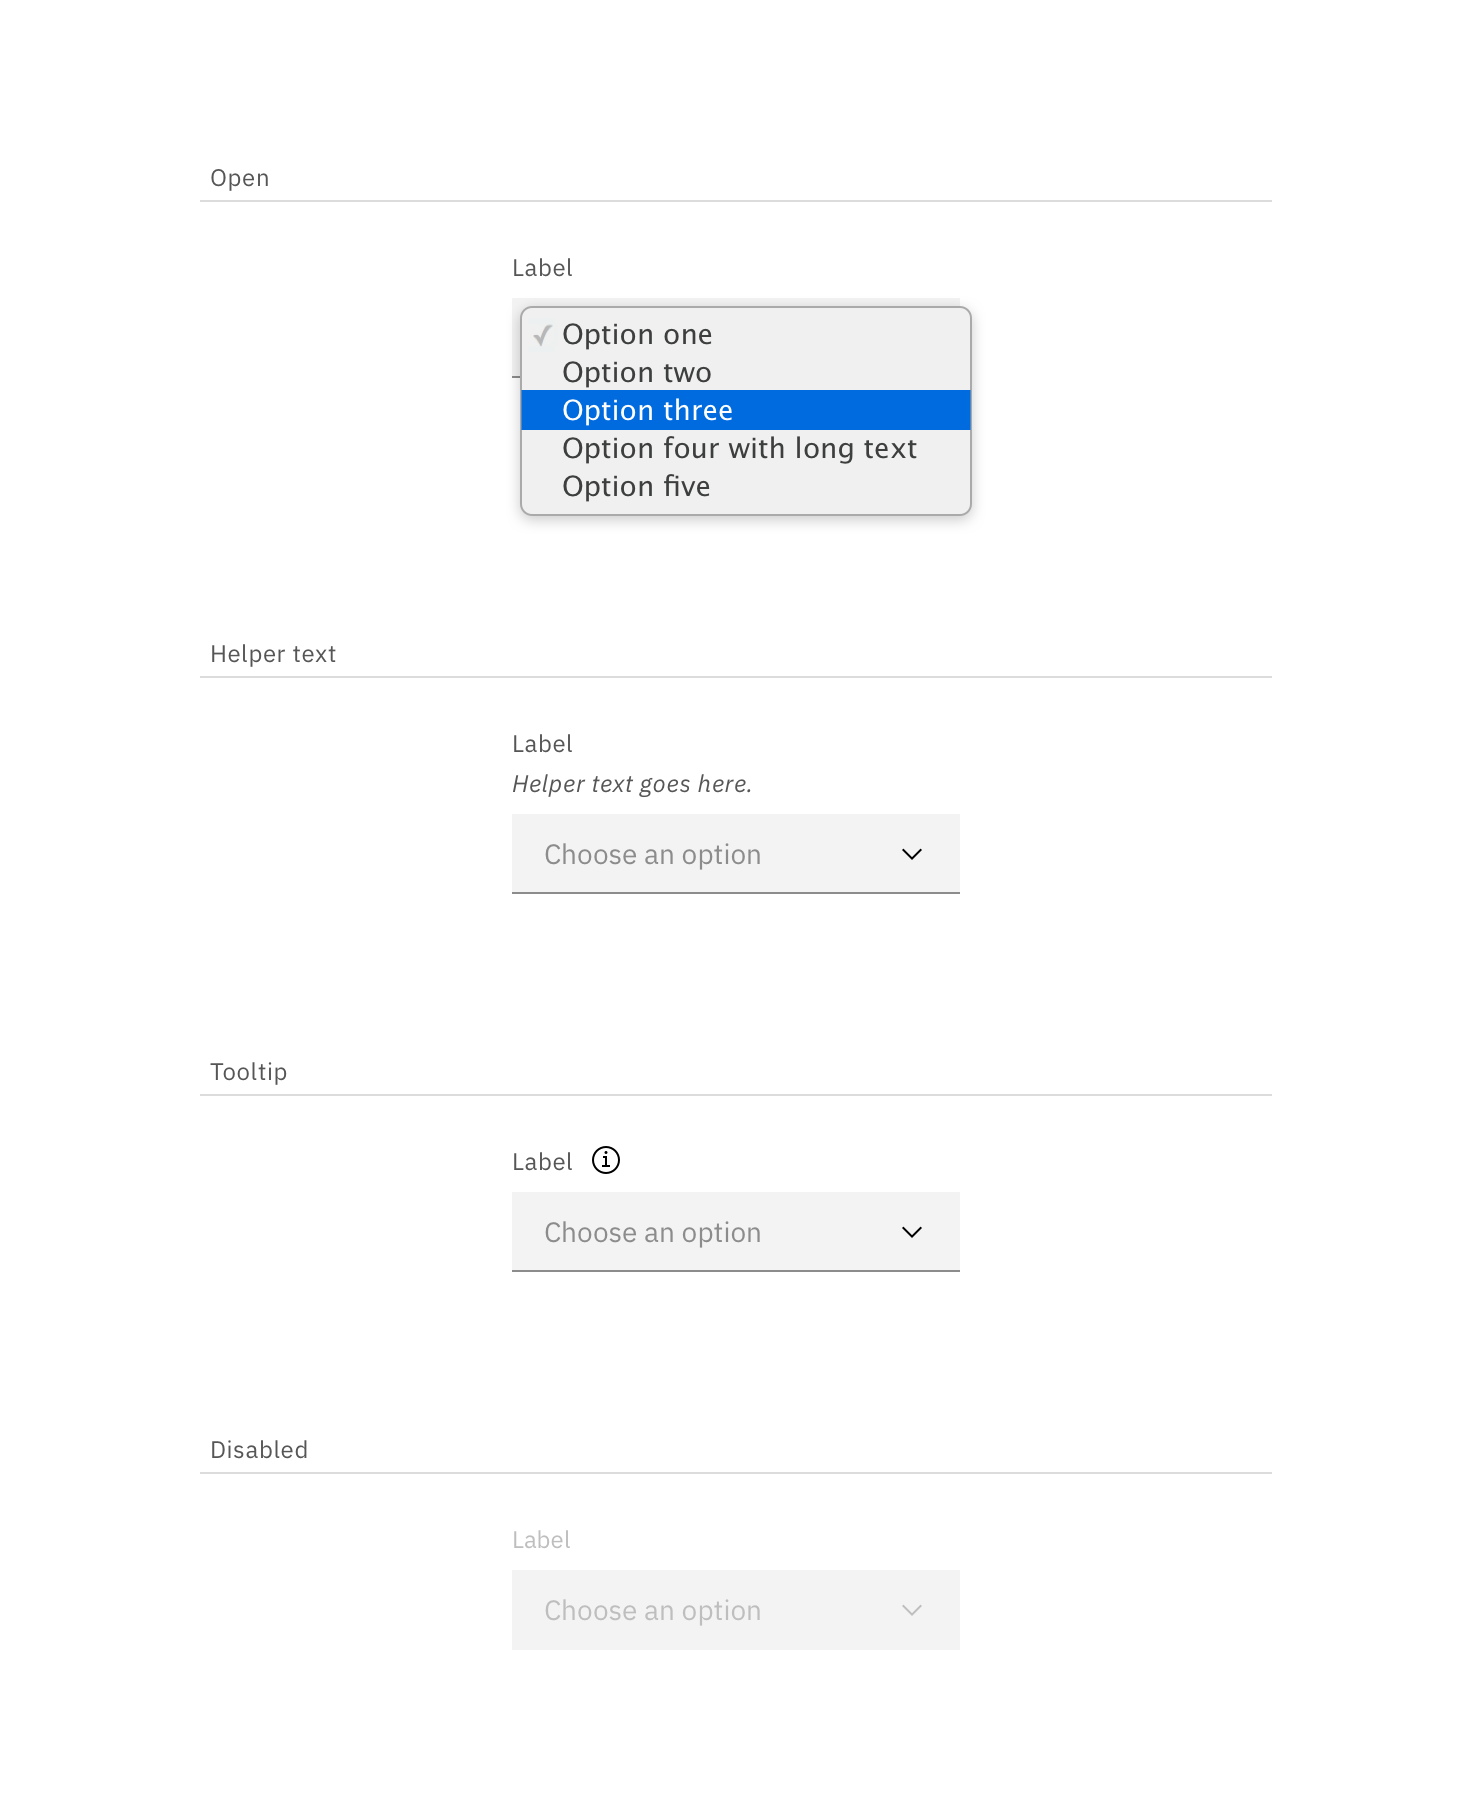 Open
Label
Option one
Option two
Option three
Option four with long text
Option five
Helper text
Label
Helper text goes here.
Choose an option
Tooltip
Label
Choose an option
Disabled
Label
Choose an option